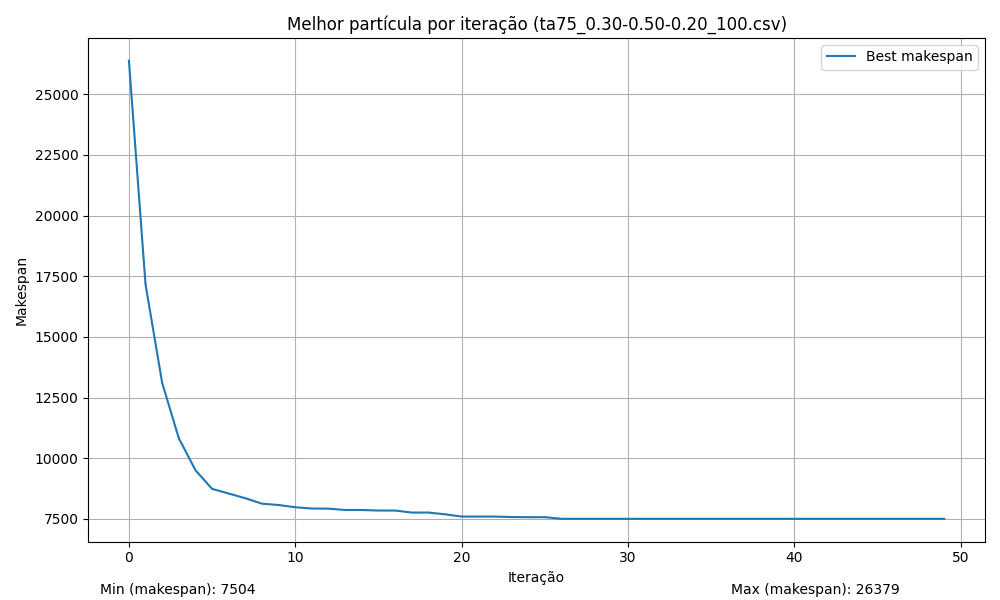 Melhor partícula por iteração (ta75_0.30-0.50-0.20_100.csv)
Best makespan
Makespan
25000
22500
20000
17500
15000
12500
10000
7500
0 10 20 30 40 50
Iteração
Min (makespan): 7504
Max (makespan): 26379